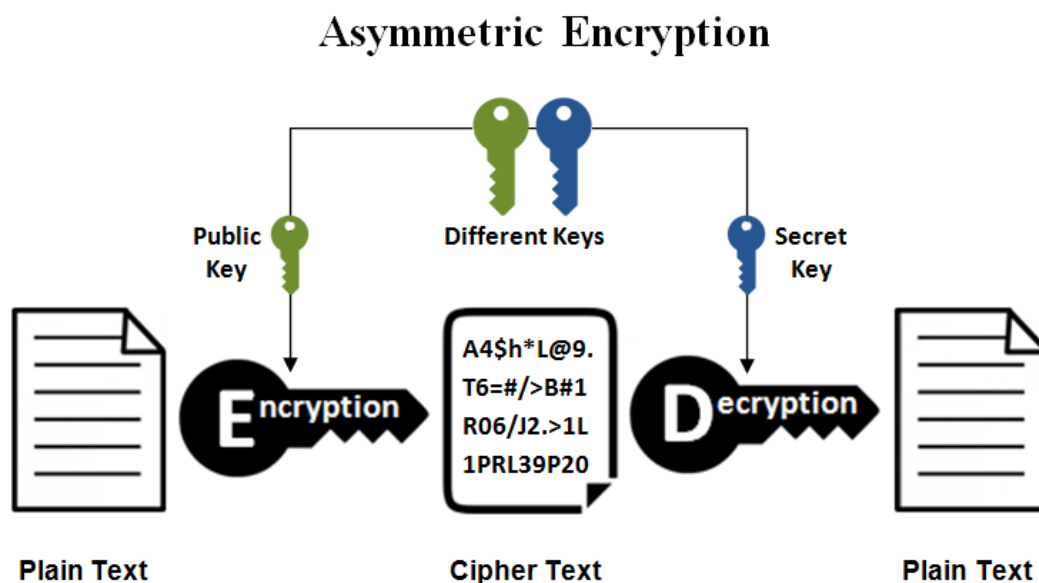 Asymmetric Encryption
Different Keys
Public
Key
Secret
Key
Encryption
A4$h*L@9.
T6=#/>B#1
R06/J2.>1L
1PRL39P20
Decryption
Plain Text
Cipher Text
Plain Text